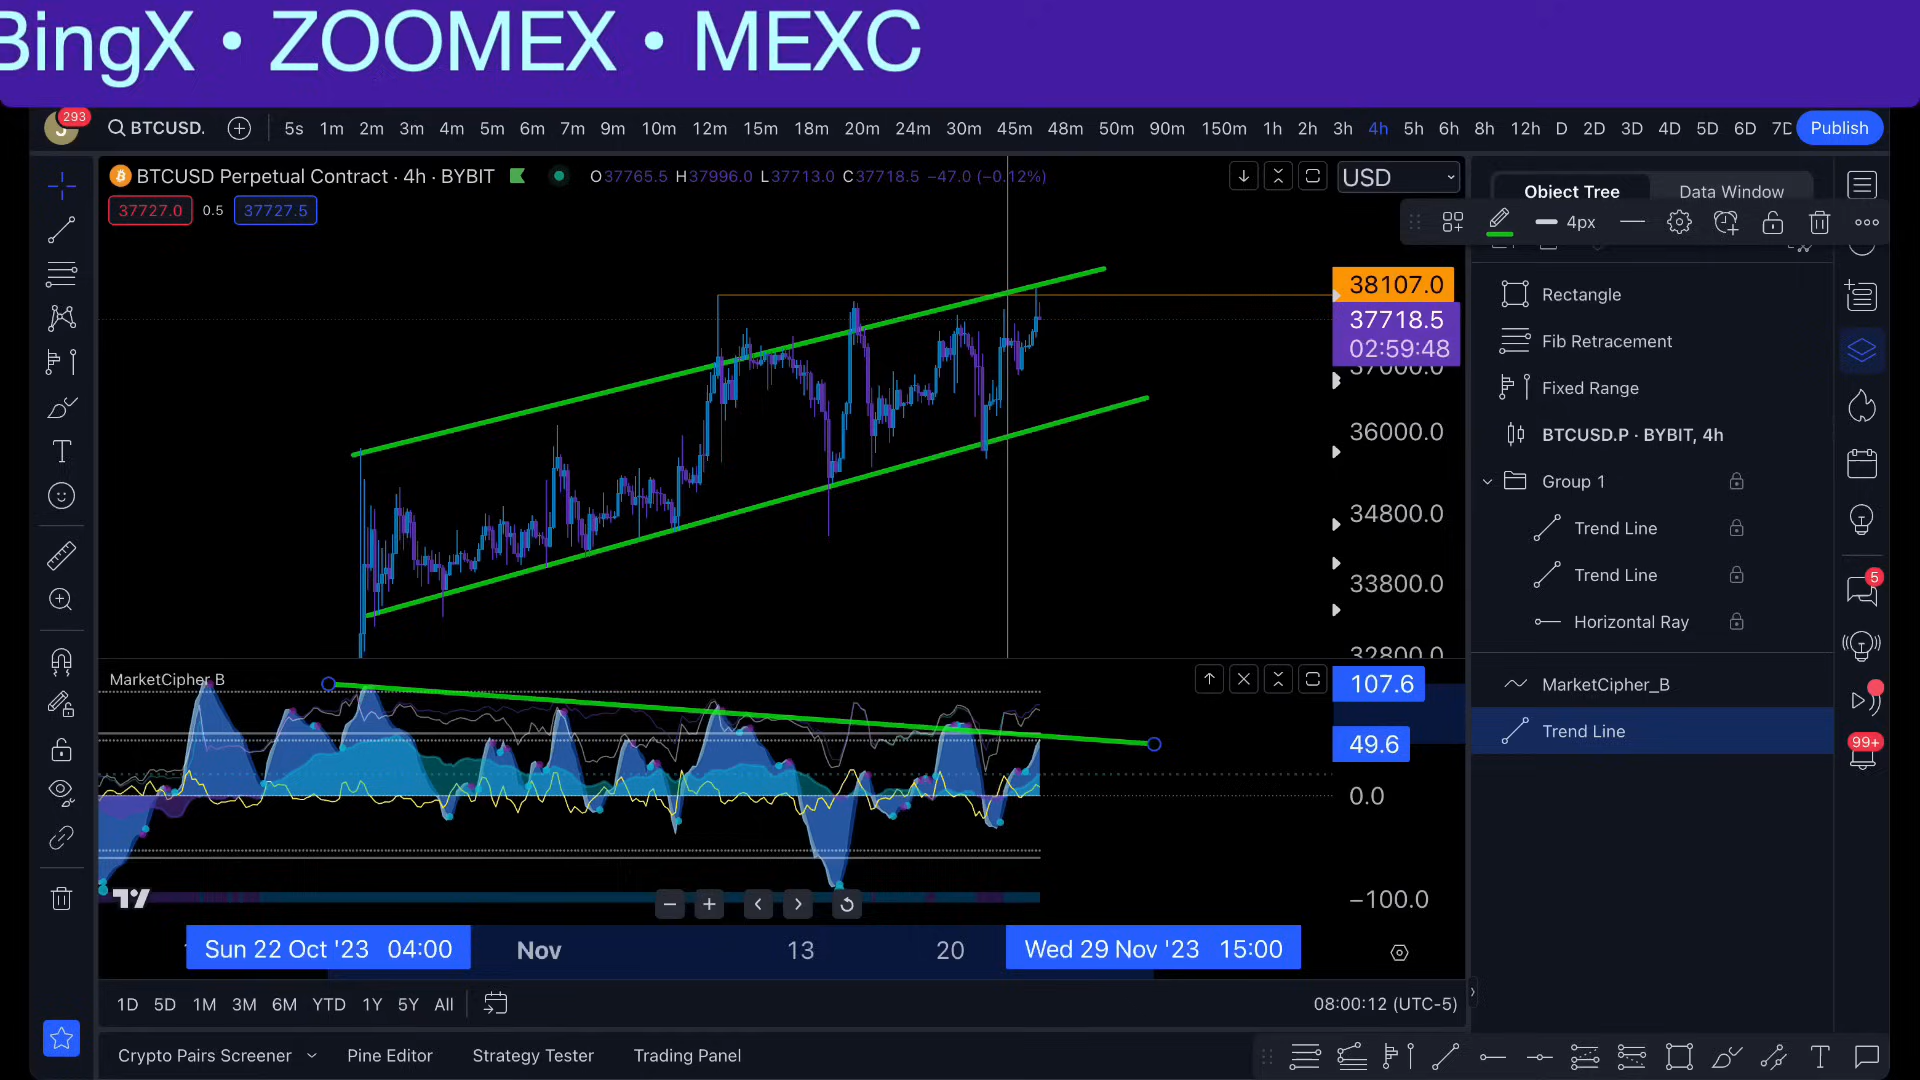 BingX • ZOOMEX • MEXC
293
BTCUSD.
5s 1m 2m 3m 4m 5m 6m 7m 9m 10m 12m 15m 18m 20m 24m 30m 45m 48m 50m 90m 150m 1h 2h 3h 4h 5h 6h 8h 12h D 2D 3D 4D 5D 6D 7D
Publish
BTCUSD Perpetual Contract · 4h · BYBIT
O37765.5 H37996.0 L37713.0 C37718.5 −47.0 (−0.12%)
USD
Object Tree
Data Window
37727.0
0.5
37727.5
4px
38107.0
37718.5
02:59:48
37000.0
36000.0
34800.0
33800.0
32800.0
Rectangle
Fib Retracement
Fixed Range
BTCUSD.P · BYBIT, 4h
Group 1
Trend Line
Trend Line
Horizontal Ray
MarketCipher_B
Trend Line
5
99+
MarketCipher B
107.6
49.6
0.0
−100.0
Sun 22 Oct '23 04:00
Nov
13
20
Wed 29 Nov '23 15:00
1D 5D 1M 3M 6M YTD 1Y 5Y All
08:00:12 (UTC-5)
Crypto Pairs Screener
Pine Editor
Strategy Tester
Trading Panel